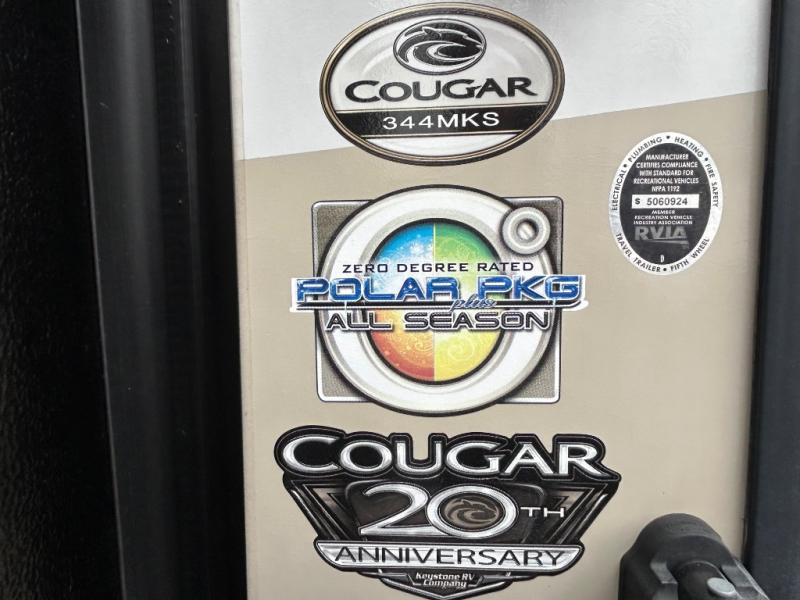 COUGAR
344MKS
ELECTRICAL • PLUMBING • HEATING • FIRE SAFETY
MANUFACTURER
CERTIFIES COMPLIANCE
WITH STANDARD FOR
RECREATIONAL VEHICLES
NFPA 1192
S 5060924
MEMBER
RECREATION VEHICLE
INDUSTRY ASSOCIATION
RVIA
D
TRAVEL TRAILER • FIFTH WHEEL
ZERO DEGREE RATED
POLAR PKG
plus
ALL SEASON
COUGAR
20TH
ANNIVERSARY
Keystone RV
Company